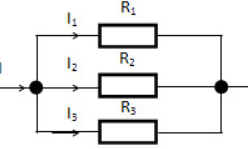 I₁ R₁
I₂ R₂
I
I₃ R₃